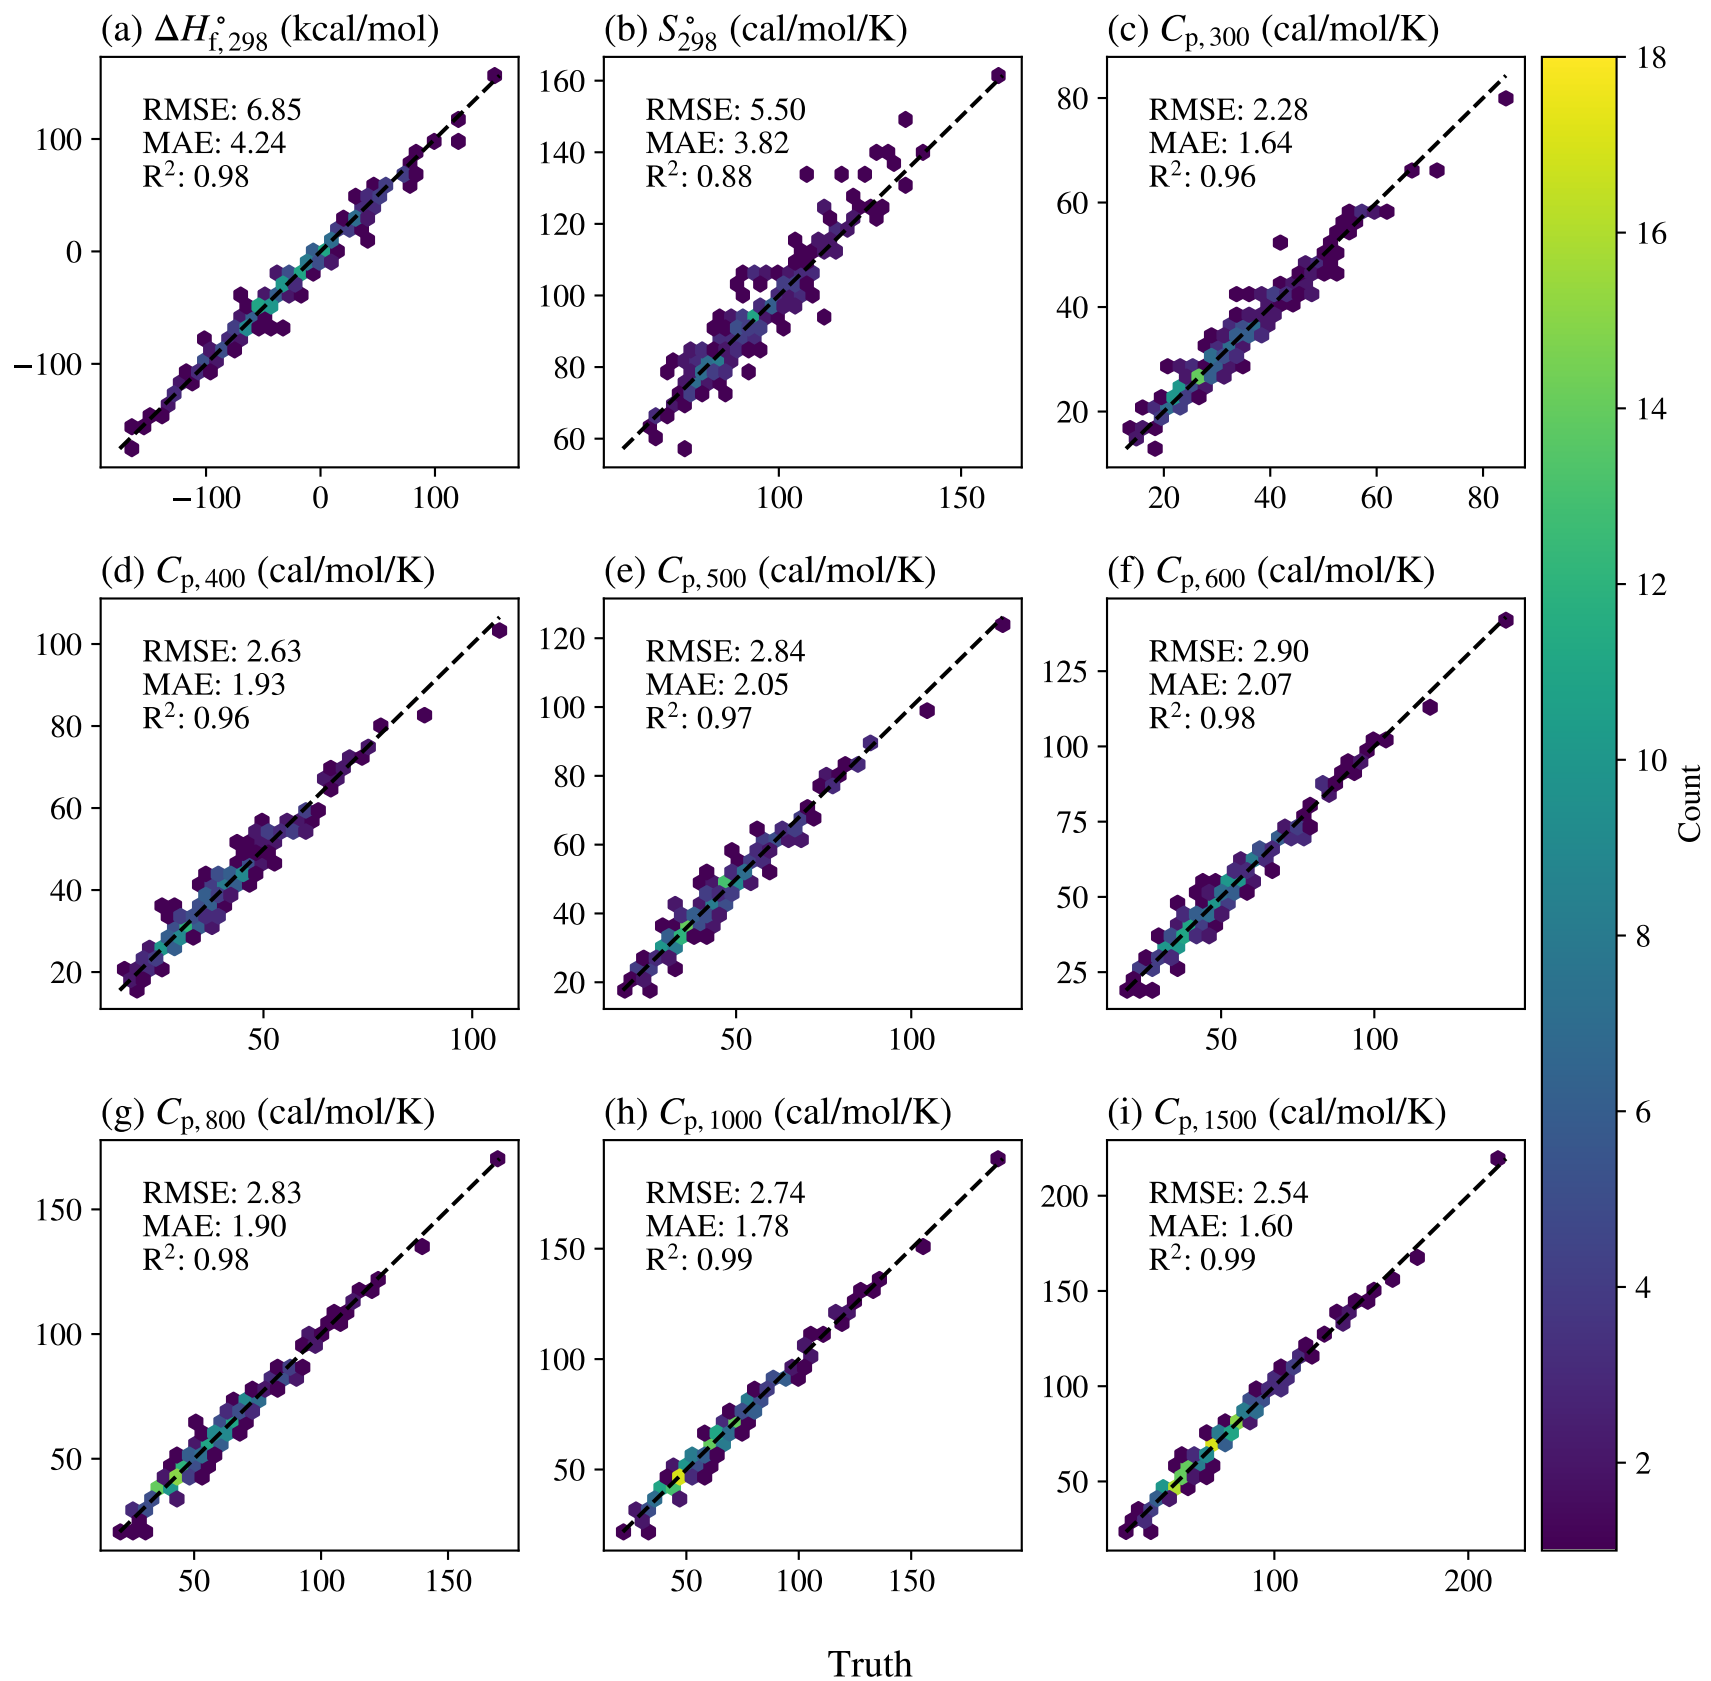 (a) ΔH°f, 298 (kcal/mol)
RMSE: 6.85
MAE: 4.24
R²: 0.98
100
0
−100
−100 0 100
(b) S°298 (cal/mol/K)
RMSE: 5.50
MAE: 3.82
R²: 0.88
160
140
120
100
80
60
100 150
(c) Cp, 300 (cal/mol/K)
RMSE: 2.28
MAE: 1.64
R²: 0.96
80
60
40
20
20 40 60 80
(d) Cp, 400 (cal/mol/K)
RMSE: 2.63
MAE: 1.93
R²: 0.96
100
80
60
40
20
50 100
(e) Cp, 500 (cal/mol/K)
RMSE: 2.84
MAE: 2.05
R²: 0.97
120
100
80
60
40
20
50 100
(f) Cp, 600 (cal/mol/K)
RMSE: 2.90
MAE: 2.07
R²: 0.98
125
100
75
50
25
50 100
(g) Cp, 800 (cal/mol/K)
RMSE: 2.83
MAE: 1.90
R²: 0.98
150
100
50
50 100 150
(h) Cp, 1000 (cal/mol/K)
RMSE: 2.74
MAE: 1.78
R²: 0.99
150
100
50
50 100 150
(i) Cp, 1500 (cal/mol/K)
RMSE: 2.54
MAE: 1.60
R²: 0.99
200
150
100
50
100 200
18
16
14
12
10
8
6
4
2
Count
Truth